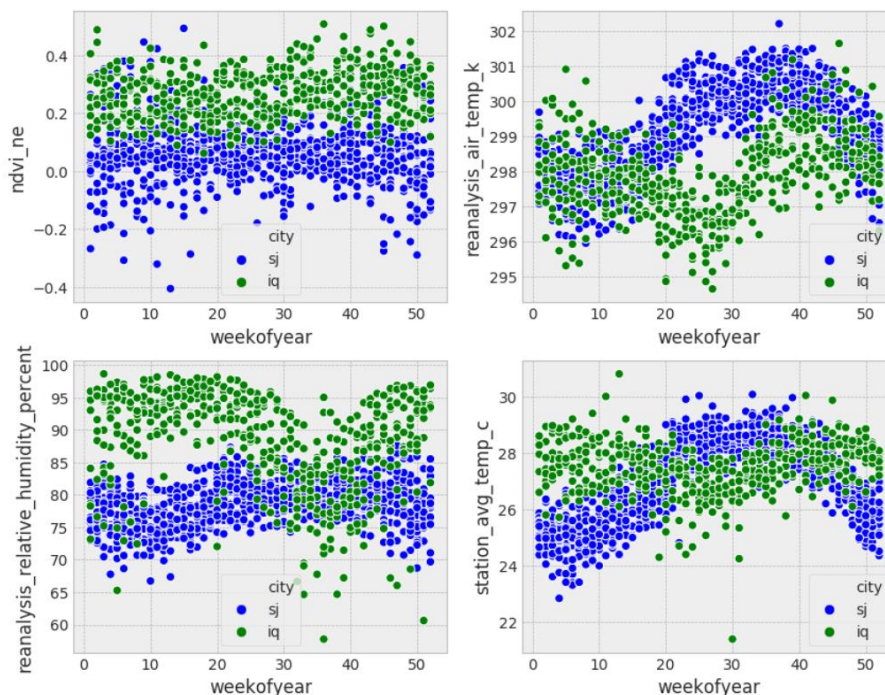 0.4
0.2
0.0
−0.2
−0.4
ndvi_ne
0 10 20 30 40 50
weekofyear
city
sj
iq
302
301
300
299
298
297
296
295
reanalysis_air_temp_k
0 10 20 30 40 50
weekofyear
city
sj
iq
100
95
90
85
80
75
70
65
60
reanalysis_relative_humidity_percent
0 10 20 30 40 50
weekofyear
city
sj
iq
30
28
26
24
22
station_avg_temp_c
0 10 20 30 40 50
weekofyear
city
sj
iq